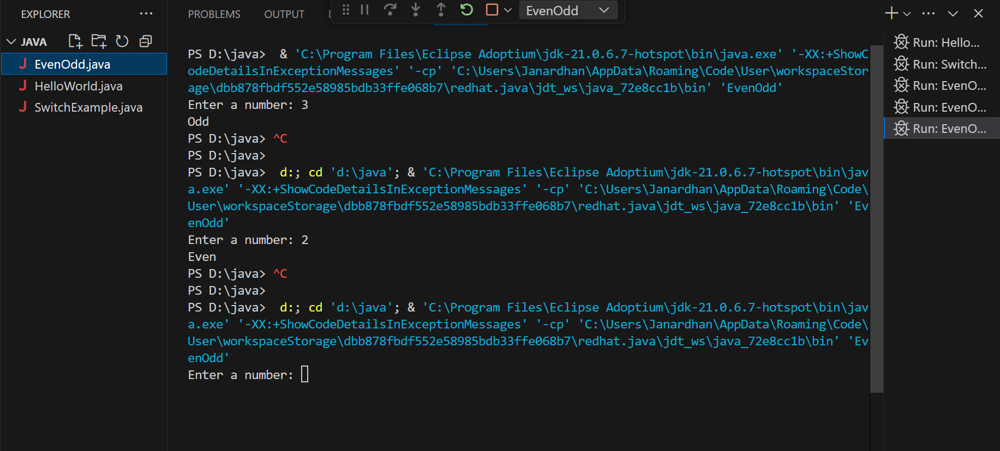 EXPLORER
JAVA
EvenOdd.java
HelloWorld.java
SwitchExample.java
PROBLEMS OUTPUT
EvenOdd
PS D:\java>  & 'C:\Program Files\Eclipse Adoptium\jdk-21.0.6.7-hotspot\bin\java.exe' '-XX:+ShowC
odeDetailsInExceptionMessages' '-cp' 'C:\Users\Janardhan\AppData\Roaming\Code\User\workspaceStor
age\dbb878fbdf552e58985bdb33ffe068b7\redhat.java\jdt_ws\java_72e8cc1b\bin' 'EvenOdd'
Enter a number: 3
Odd
PS D:\java> ^C
PS D:\java>
PS D:\java>  d:; cd 'd:\java'; & 'C:\Program Files\Eclipse Adoptium\jdk-21.0.6.7-hotspot\bin\jav
a.exe' '-XX:+ShowCodeDetailsInExceptionMessages' '-cp' 'C:\Users\Janardhan\AppData\Roaming\Code\
User\workspaceStorage\dbb878fbdf552e58985bdb33ffe068b7\redhat.java\jdt_ws\java_72e8cc1b\bin' 'Ev
enOdd'
Enter a number: 2
Even
PS D:\java> ^C
PS D:\java>
PS D:\java>  d:; cd 'd:\java'; & 'C:\Program Files\Eclipse Adoptium\jdk-21.0.6.7-hotspot\bin\jav
a.exe' '-XX:+ShowCodeDetailsInExceptionMessages' '-cp' 'C:\Users\Janardhan\AppData\Roaming\Code\
User\workspaceStorage\dbb878fbdf552e58985bdb33ffe068b7\redhat.java\jdt_ws\java_72e8cc1b\bin' 'Ev
enOdd'
Enter a number:
Run: Hello...
Run: Switch...
Run: EvenO...
Run: EvenO...
Run: EvenO...